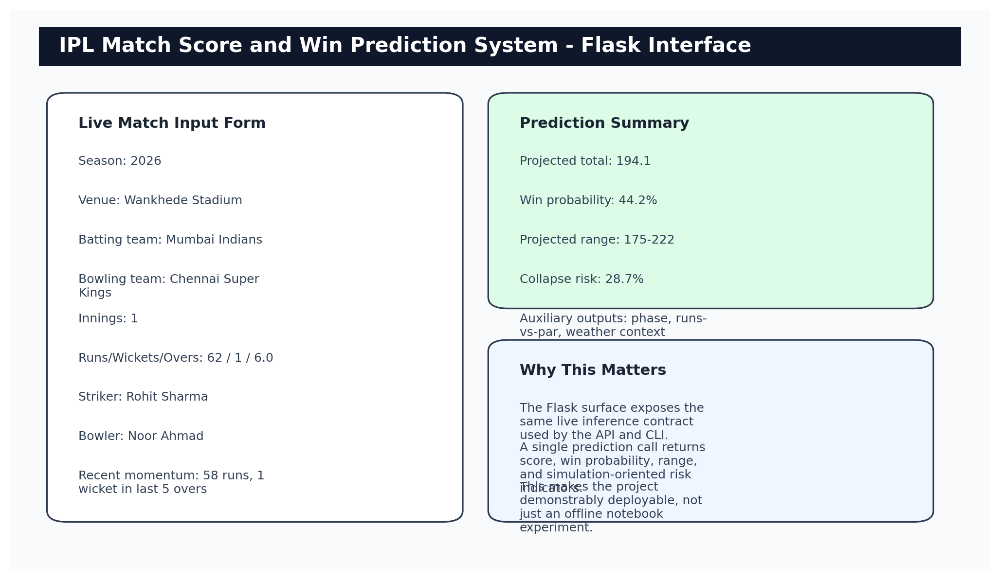 IPL Match Score and Win Prediction System - Flask Interface
Live Match Input Form
Season: 2026
Venue: Wankhede Stadium
Batting team: Mumbai Indians
Bowling team: Chennai Super
Kings
Innings: 1
Runs/Wickets/Overs: 62 / 1 / 6.0
Striker: Rohit Sharma
Bowler: Noor Ahmad
Recent momentum: 58 runs, 1
wicket in last 5 overs
Prediction Summary
Projected total: 194.1
Win probability: 44.2%
Projected range: 175-222
Collapse risk: 28.7%
Auxiliary outputs: phase, runs-
vs-par, weather context
Why This Matters
The Flask surface exposes the
same live inference contract
used by the API and CLI.
A single prediction call returns
score, win probability, range,
and simulation-oriented risk
indicators.
This makes the project
demonstrably deployable, not
just an offline notebook
experiment.